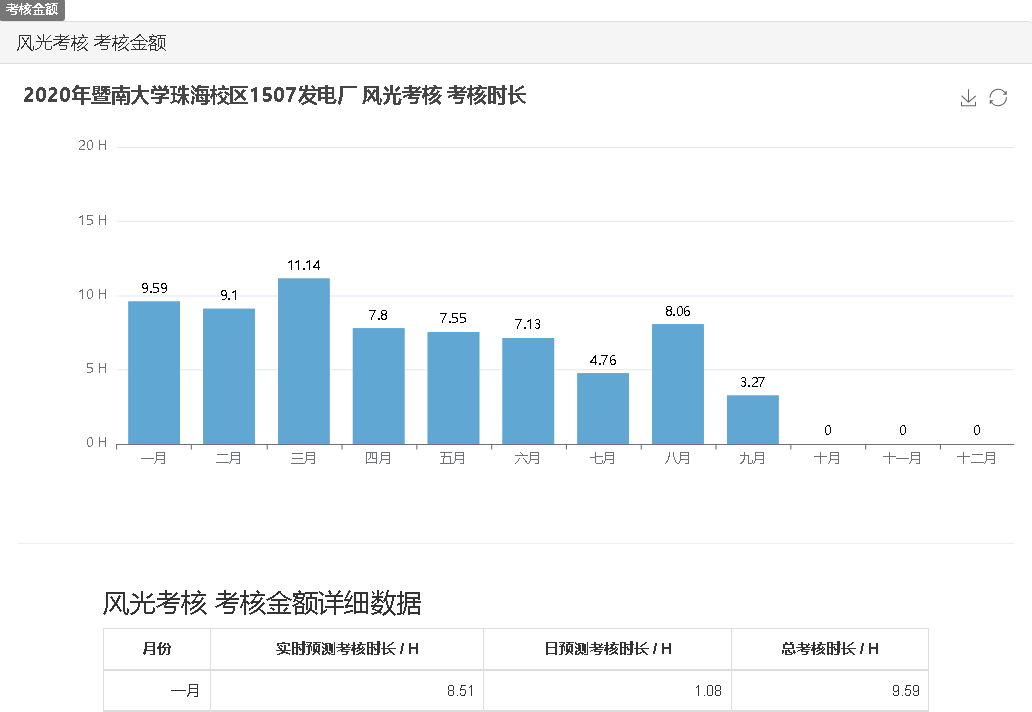 考核金额
风光考核 考核金额
2020年暨南大学珠海校区1507发电厂 风光考核 考核时长
20 H
15 H
10 H
5 H
0 H
9.59
9.1
11.14
7.8
7.55
7.13
4.76
8.06
3.27
0
0
0
一月
二月
三月
四月
五月
六月
七月
八月
九月
十月
十一月
十二月
风光考核 考核金额详细数据
月份 实时预测考核时长 / H 日预测考核时长 / H 总考核时长 / H
一月 8.51 1.08 9.59